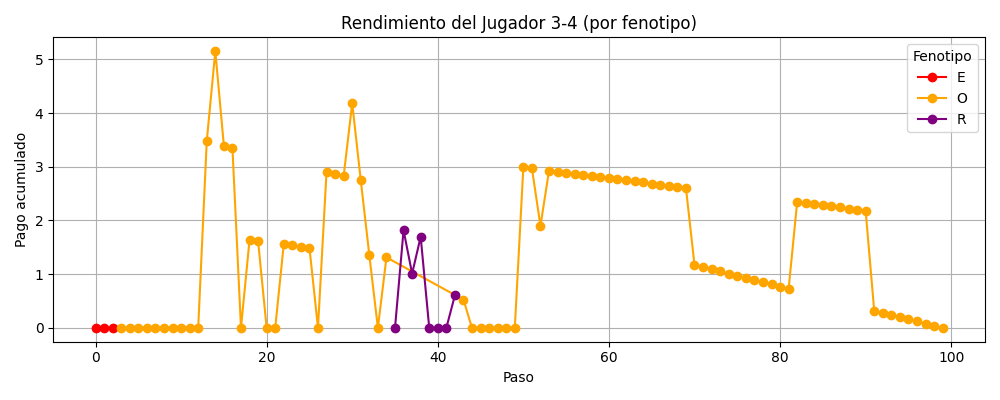 Rendimiento del Jugador 3-4 (por fenotipo)
Pago acumulado
5
4
3
2
1
0
Fenotipo
E
O
R
0 20 40 60 80 100
Paso